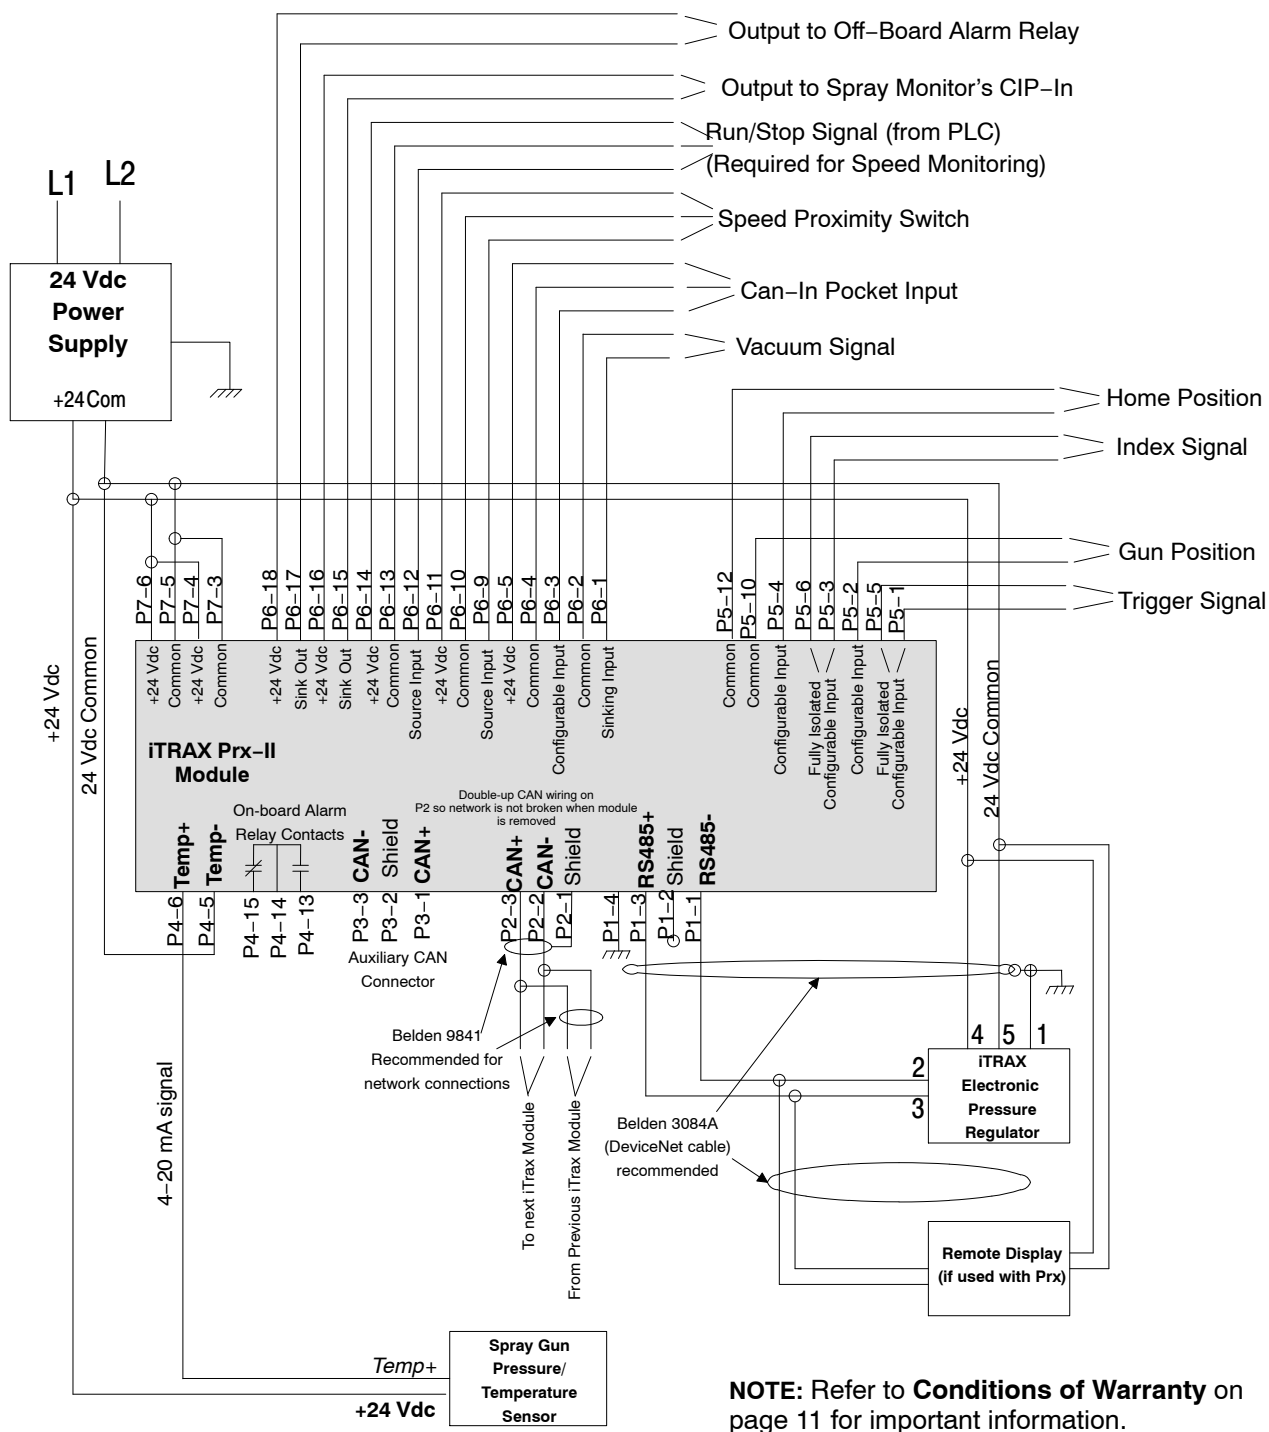 Output to Off−Board Alarm Relay
Output to Spray Monitor's CIP−In
Run/Stop Signal (from PLC)
(Required for Speed Monitoring)
Speed Proximity Switch
Can−In Pocket Input
Vacuum Signal
Home Position
Index Signal
Gun Position
Trigger Signal
L1
L2
24 Vdc
Power
Supply
+24 Com
+24 Vdc
24 Vdc Common
P7−6
P7−5
P7−4
P7−3
P6−18
P6−17
P6−16
P6−15
P6−14
P6−13
P6−12
P6−11
P6−10
P6−9
P6−5
P6−4
P6−3
P6−2
P6−1
P5−12
P5−10
P5−4
P5−6
P5−3
P5−2
P5−5
P5−1
+24 Vdc
Common
+24 Vdc
Common
+24 Vdc
Sink Out
+24 Vdc
Sink Out
+24 Vdc
Common
Source Input
+24 Vdc
Common
Source Input
+24 Vdc
Common
Configurable Input
Common
Sinking Input
Common
Common
Configurable Input
Fully Isolated
Configurable Input
Configurable Input
Fully Isolated
Configurable Input
+24 Vdc
24 Vdc Common
iTRAX Prx−II
Module
On-board Alarm
Relay Contacts
Double-up CAN wiring on
P2 so network is not broken when module
is removed
Temp+
Temp-
CAN-
Shield
CAN+
CAN+
CAN-
Shield
RS485+
Shield
RS485-
P4−6
P4−5
P4−15
P4−14
P4−13
P3−3
P3−2
P3−1
P2−3
P2−2
P2−1
P1−4
P1−3
P1−2
P1−1
Auxiliary CAN
Connector
Belden 9841
Recommended for
network connections
To next iTrax Module
From Previous iTrax Module
Belden 3084A
(DeviceNet cable)
recommended
4
5
1
2
3
iTRAX
Electronic
Pressure
Regulator
Remote Display
(if used with Prx)
4−20 mA signal
Temp+
+24 Vdc
Spray Gun
Pressure/
Temperature
Sensor
NOTE: Refer to Conditions of Warranty on
page 11 for important information.